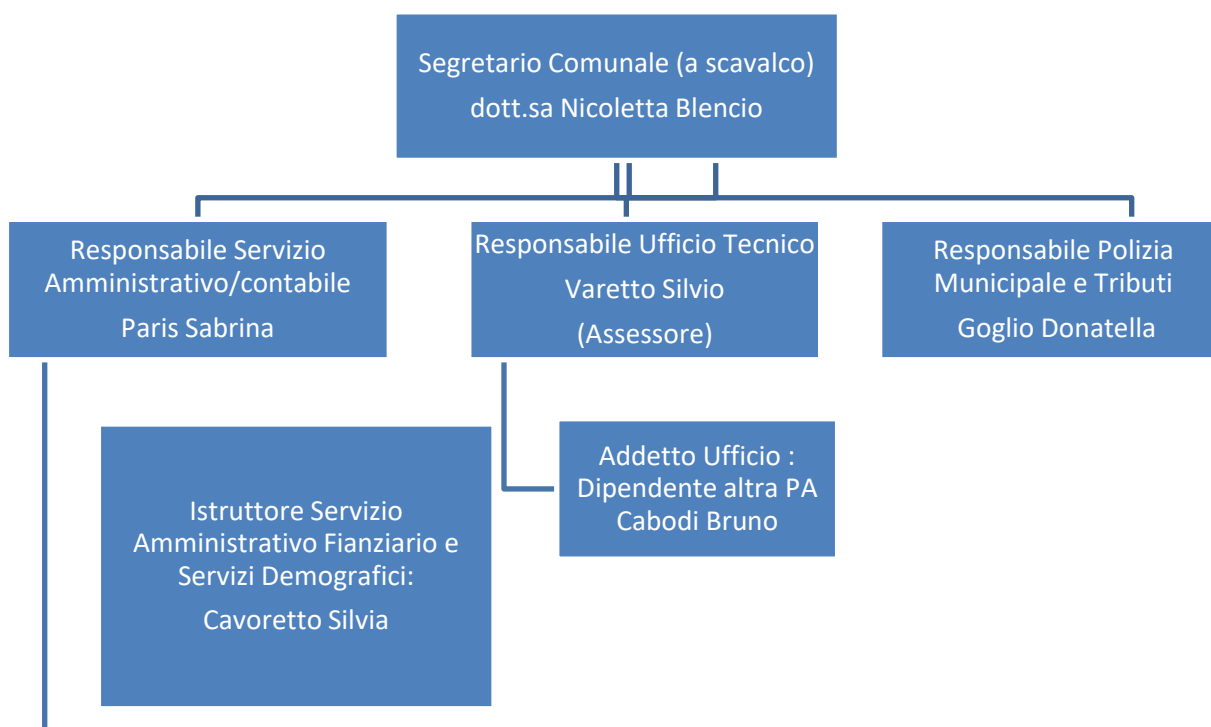 Segretario Comunale (a scavalco)
dott.sa Nicoletta Blencio
Responsabile Servizio
Amministrativo/contabile
Paris Sabrina
Responsabile Ufficio Tecnico
Varetto Silvio
(Assessore)
Responsabile Polizia
Municipale e Tributi
Goglio Donatella
Istruttore Servizio
Amministrativo Fianziario e
Servizi Demografici:
Cavoretto Silvia
Addetto Ufficio :
Dipendente altra PA
Cabodi Bruno